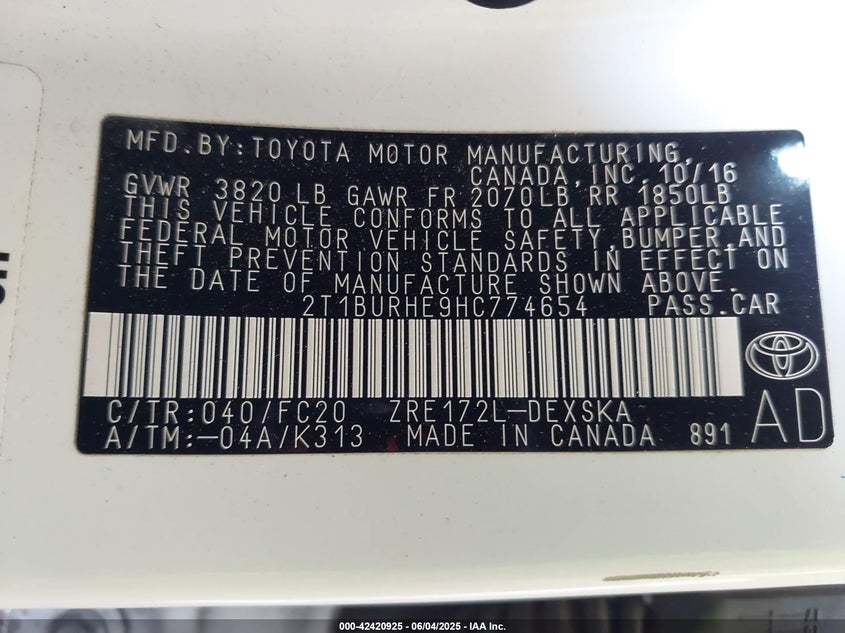 MFD.BY:TOYOTA MOTOR MANUFACTURING,
CANADA,INC. 10/16
GVWR 3820 LB GAWR FR 2070LB RR 1850LB
THIS VEHICLE CONFORMS TO ALL APPLICABLE
FEDERAL MOTOR VEHICLE SAFETY,BUMPER,AND
THEFT PREVENTION STANDARDS IN EFFECT ON
THE DATE OF MANUFACTURE SHOWN ABOVE.
2T1BURHE9HC774654 PASS.CAR
C/TR:040/FC20 ZRE172L-DEXSKA
A/TM:-04A/K313 MADE IN CANADA 891
AD
000-42420925 | 06/04/2025 - IAA Inc.